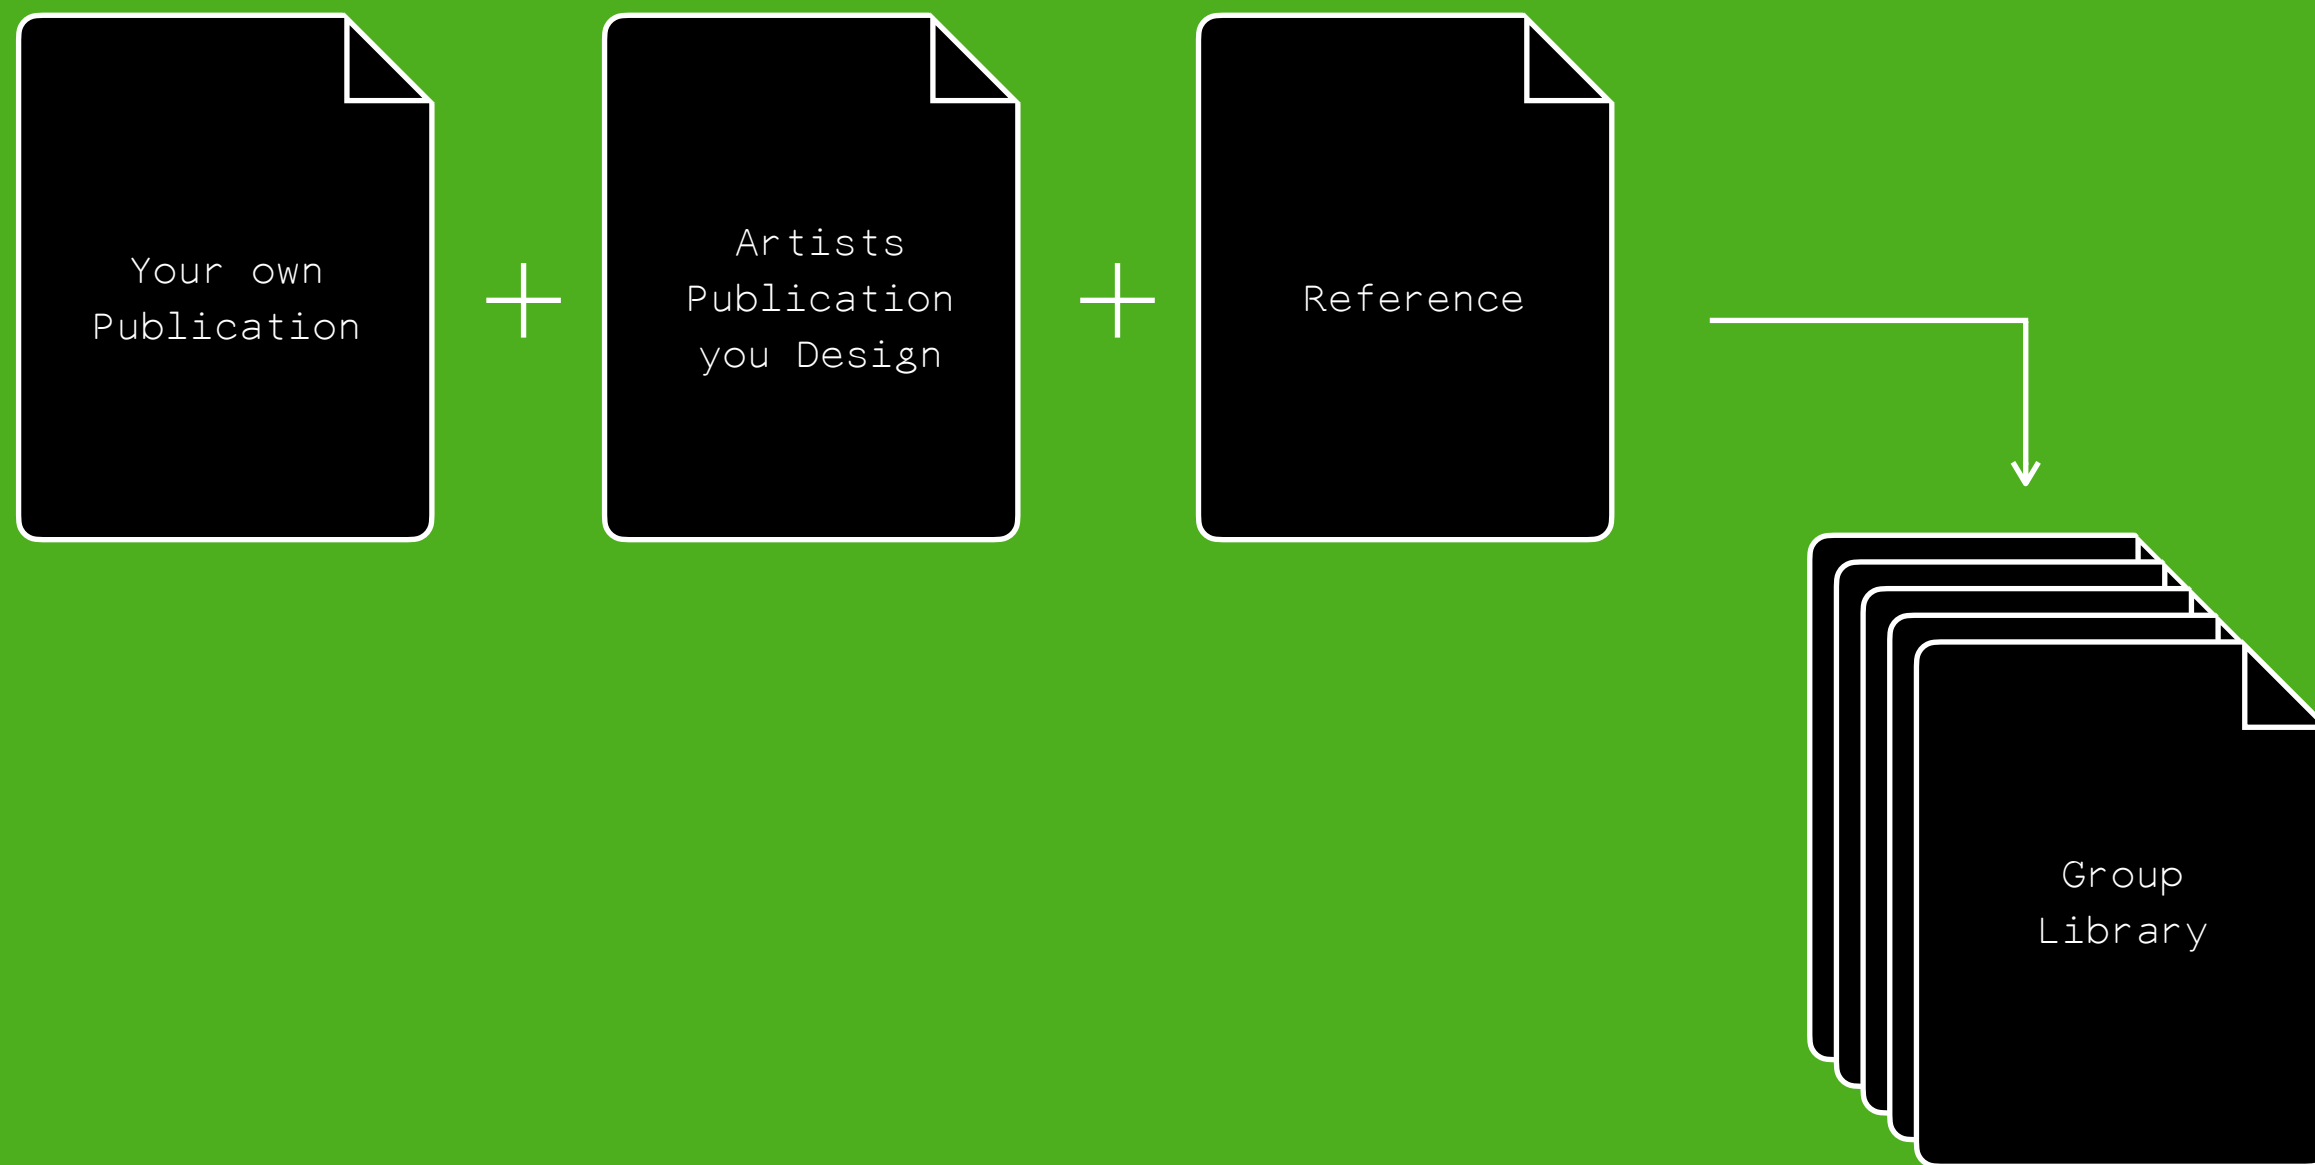 Your own
Publication
Artists
Publication
you Design
Reference
Group
Library